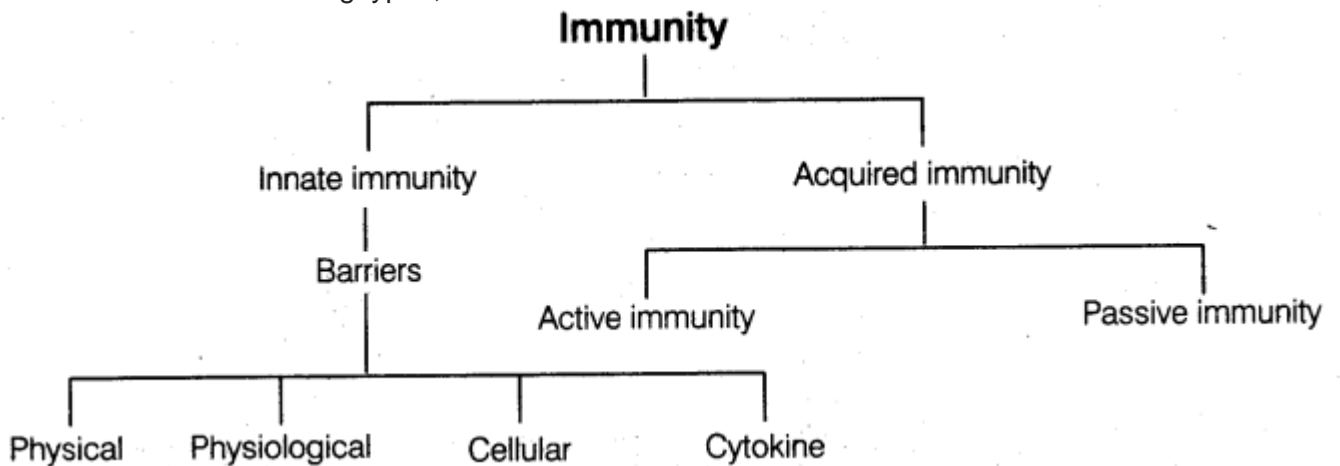 Immunity
Innate immunity
Acquired immunity
Barriers
Active immunity
Passive immunity
Physical
Physiological
Cellular
Cytokine